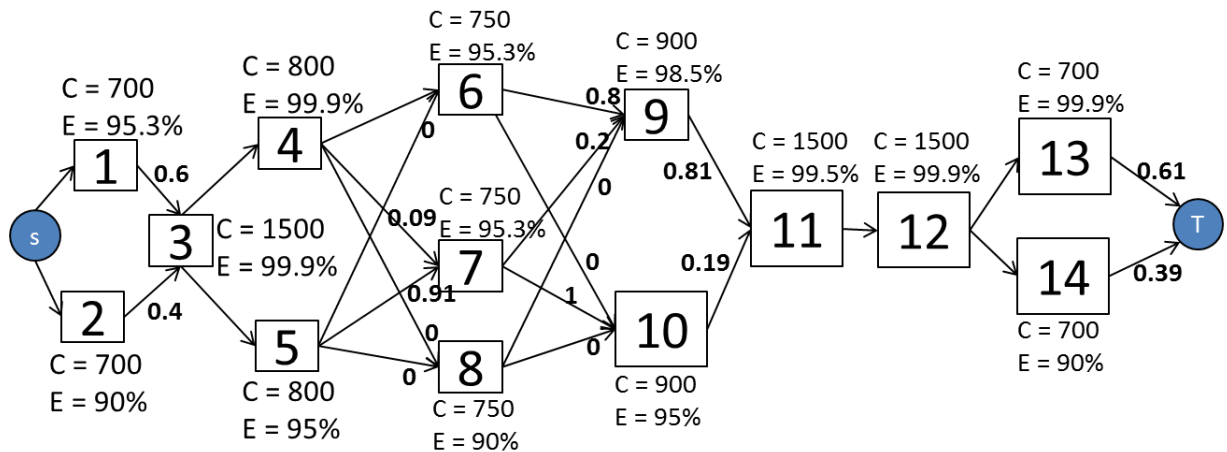 C = 750
E = 95.3%
C = 900
E = 98.5%
C = 800
E = 99.9%
C = 700
E = 99.9%
C = 700
E = 95.3%
6
0.8
9
4
0
0.2
C = 1500
E = 99.5%
C = 1500
E = 99.9%
13
1
0.6
0.81
0.61
C = 750
E = 95.3%
0
0.09
s
3
C = 1500
E = 99.9%
7
0
0.19
11
12
T
0.91
1
0.39
2
0.4
5
0
0
8
0
10
14
C = 700
E = 90%
C = 800
E = 95%
C = 750
E = 90%
C = 900
E = 95%
C = 700
E = 90%